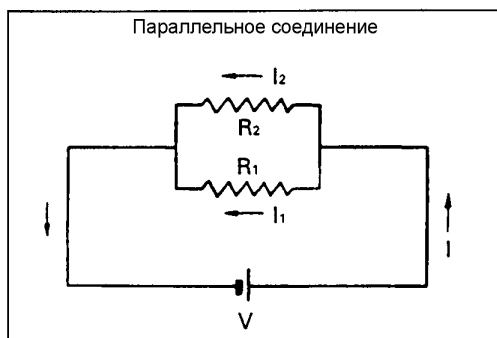 Параллельное соединение
I₂
R₂
R₁
I₁
I
V